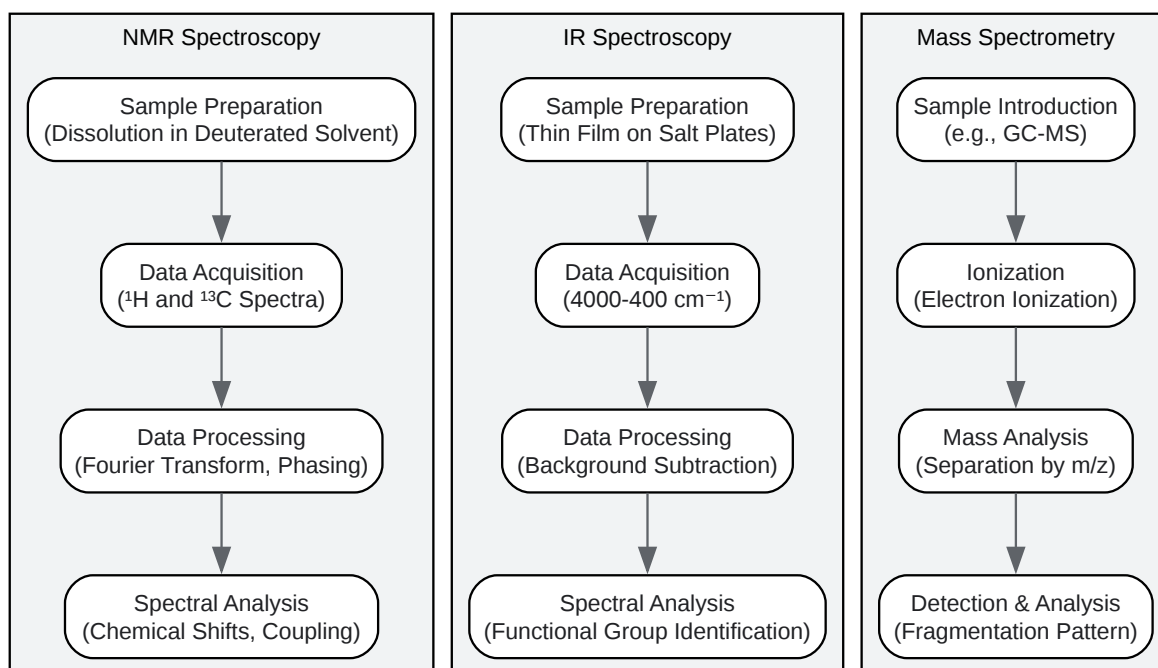 NMR Spectroscopy
Sample Preparation
(Dissolution in Deuterated Solvent)
Data Acquisition
(¹H and ¹³C Spectra)
Data Processing
(Fourier Transform, Phasing)
Spectral Analysis
(Chemical Shifts, Coupling)
IR Spectroscopy
Sample Preparation
(Thin Film on Salt Plates)
Data Acquisition
(4000-400 cm⁻¹)
Data Processing
(Background Subtraction)
Spectral Analysis
(Functional Group Identification)
Mass Spectrometry
Sample Introduction
(e.g., GC-MS)
Ionization
(Electron Ionization)
Mass Analysis
(Separation by m/z)
Detection & Analysis
(Fragmentation Pattern)